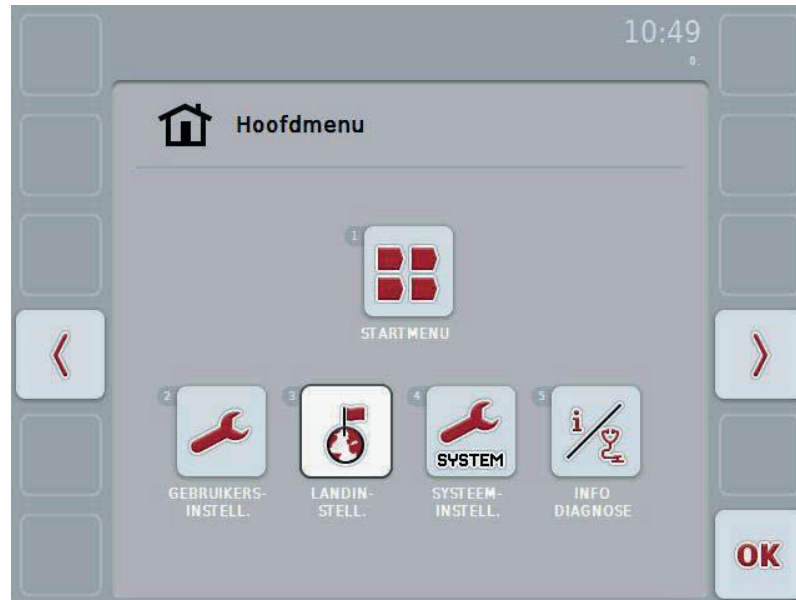 10:49
0.
Hoofdmenu
1
STARTMENU
2
3
4
5
SYSTEM
i
GEBRUIKERS-
INSTELL.
LANDIN-
STELL.
SYSTEEM-
INSTELL.
INFO
DIAGNOSE
OK